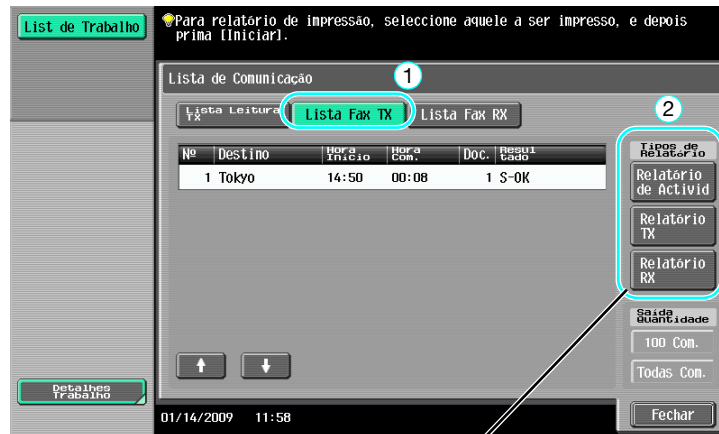 List de Trabalho
Para relatório de impressão, seleccione aquele a ser impresso, e depois
prima [Iniciar].
Lista de Comunicação
1
Lista Leitura
TX
Lista Fax TX
Lista Fax RX
2
Nº Destino Hora Início Hora Com. Doc. Resultado
1 Tokyo 14:50 00:08 1 S-OK
Tipos de
Relatório
Relatório
de Activid
Relatório
TX
Relatório
RX
Saída
Quantidade
100 Com.
Todas Com.
Detalhes
Trabalho
01/14/2009 11:58
Fechar